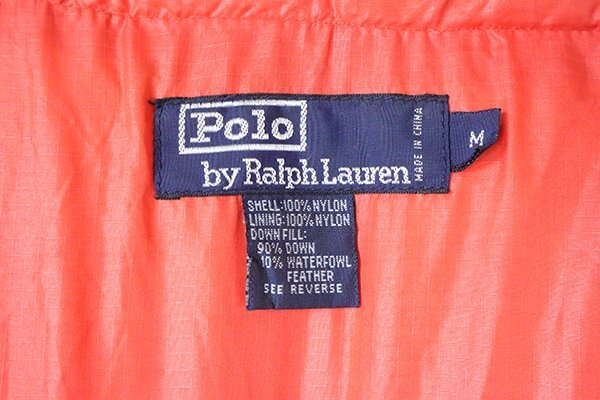 Polo
by Ralph Lauren
MADE IN CHINA
M
SHELL:100% NYLON
LINING:100% NYLON
DOWN FILL:
90% DOWN
10% WATERFOWL
FEATHER
SEE REVERSE